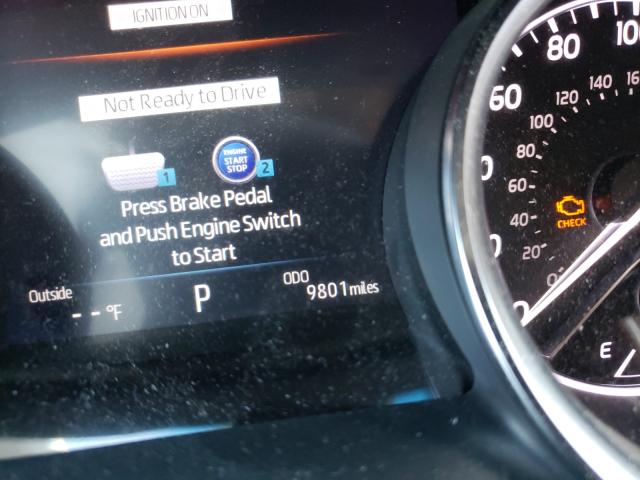 IGNITION ON
Not Ready to Drive
ENGINE
START
STOP
1
2
Press Brake Pedal
and Push Engine Switch
to Start
Outside
-- °F
P
ODO
9801 miles
60
80
100
0
20
40
60
80
100
120
140
CHECK
E